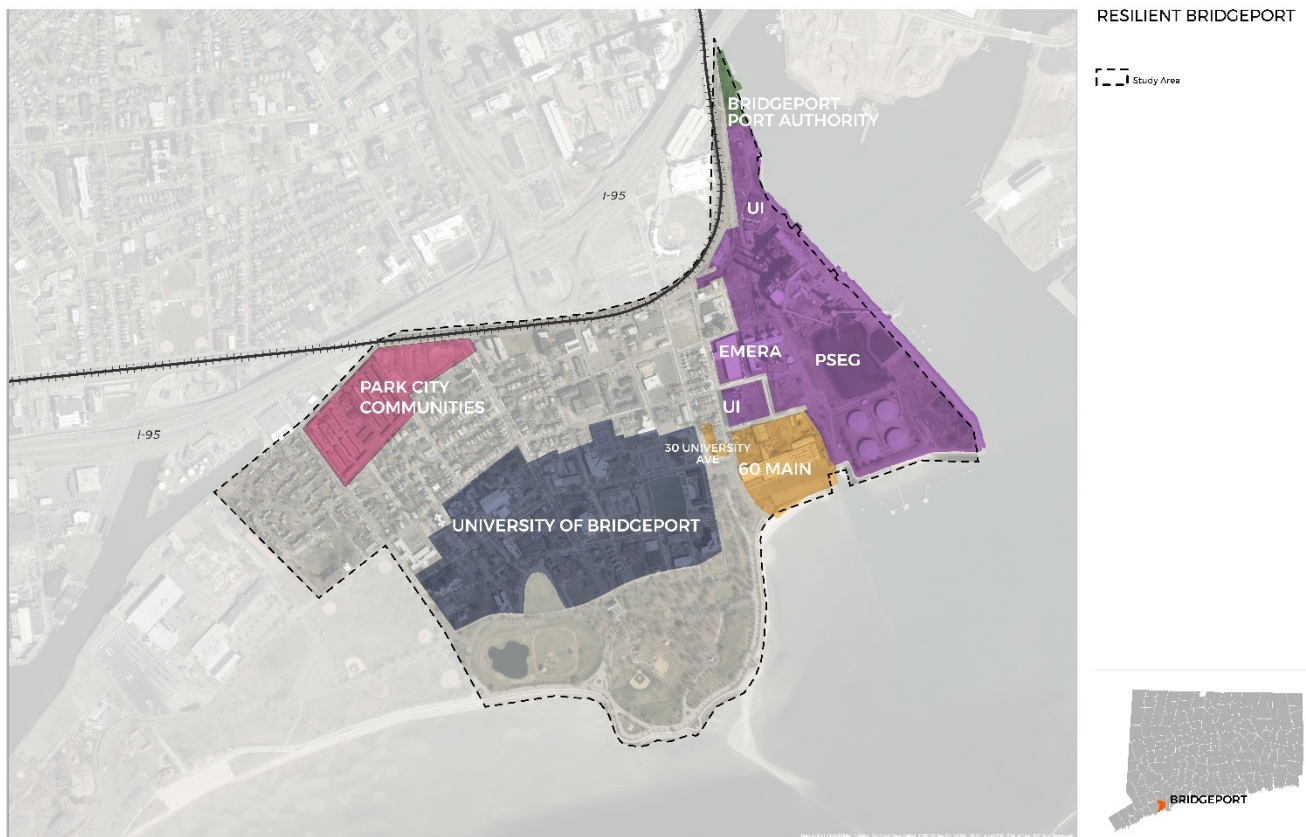 RESILIENT BRIDGEPORT
Study Area
BRIDGEPORT
PORT AUTHORITY
I-95
UI
EMERA
PSEG
PARK CITY
COMMUNITIES
UI
I-95
30 UNIVERSITY
AVE
60 MAIN
UNIVERSITY OF BRIDGEPORT
BRIDGEPORT